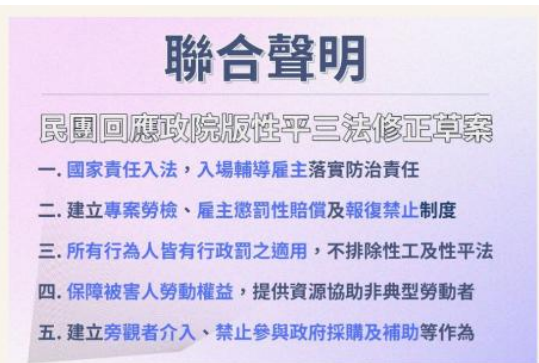 聯合聲明
民團回應政院版性平三法修正草案
一. 國家責任入法，入場輔導雇主落實防治責任
二. 建立專案勞檢、雇主懲罰性賠償及報復禁止制度
三. 所有行為人皆有行政罰之適用，不排除性工及性平法
四. 保障被害人勞動權益，提供資源協助非典型勞動者
五. 建立旁觀者介入、禁止參與政府採購及補助等作為